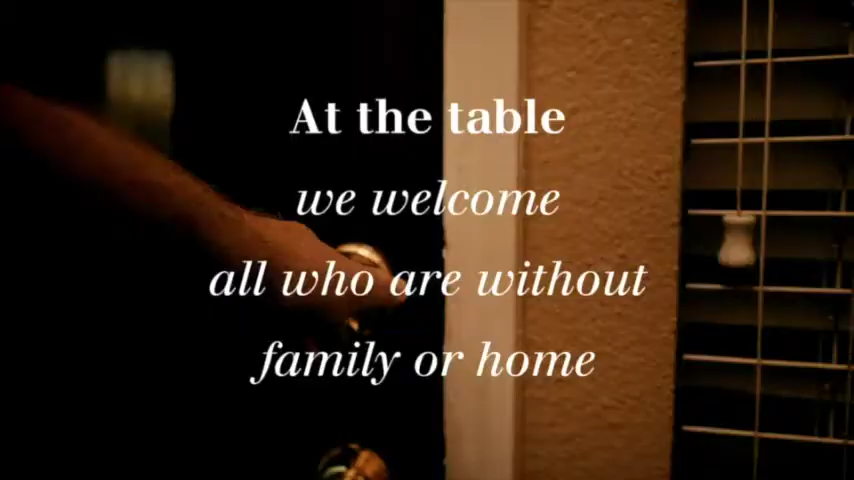 At the table
we welcome
all who are without
family or home